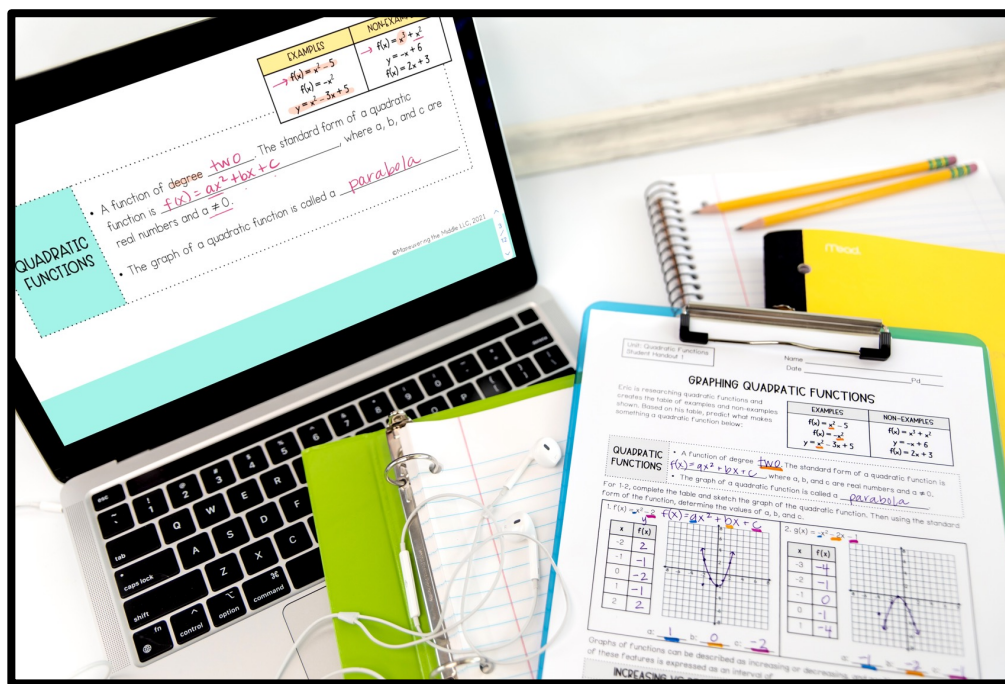 EXAMPLES
NON-EXAMPLES
f(x) = x² - 5
f(x) = -x²
y = x² - 3x + 5
f(x) = x³ + x²
y = -x + 6
f(x) = 2x + 3
QUADRATIC
FUNCTIONS
• A function of degree two. The standard form of a quadratic
function is f(x) = ax² + bx + c, where a, b, and c are
real numbers and a ≠ 0.
• The graph of a quadratic function is called a parabola.
©Maneuvering the Middle LLC, 2021
esc
tab
caps lock
shift
fn
control
option
command
Mead
Unit: Quadratic Functions
Student Handout 1
Name
Date
Pd
GRAPHING QUADRATIC FUNCTIONS
Eric is researching quadratic functions and
creates the table of examples and non-examples
shown. Based on his table, predict what makes
something a quadratic function below:
EXAMPLES
NON-EXAMPLES
f(x) = x² - 5
f(x) = -x²
y = x² - 3x + 5
f(x) = x³ + x²
y = -x + 6
f(x) = 2x + 3
QUADRATIC
FUNCTIONS
• A function of degree two. The standard form of a quadratic function is
f(x) = ax² + bx + c, where a, b, and c are real numbers and a ≠ 0.
• The graph of a quadratic function is called a parabola.
For 1-2, complete the table and sketch the graph of the quadratic function. Then using the standard
form of the function, determine the values of a, b, and c.
1. f(x) = x² - 2
y
f(x) = ax² + bx + c
x f(x)
-2 2
-1 -1
0 -2
1 -1
2 2
a: 1 b: 0 c: -2
2. g(x) = -x² - 2x - 1
x f(x)
-3 -4
-2 -1
-1 0
0 -1
1 -4
a: -1 b: -2 c: -1
Graphs of functions can be described as increasing or decreasing, and
of these features is expressed as an interval of
INCREASING VS